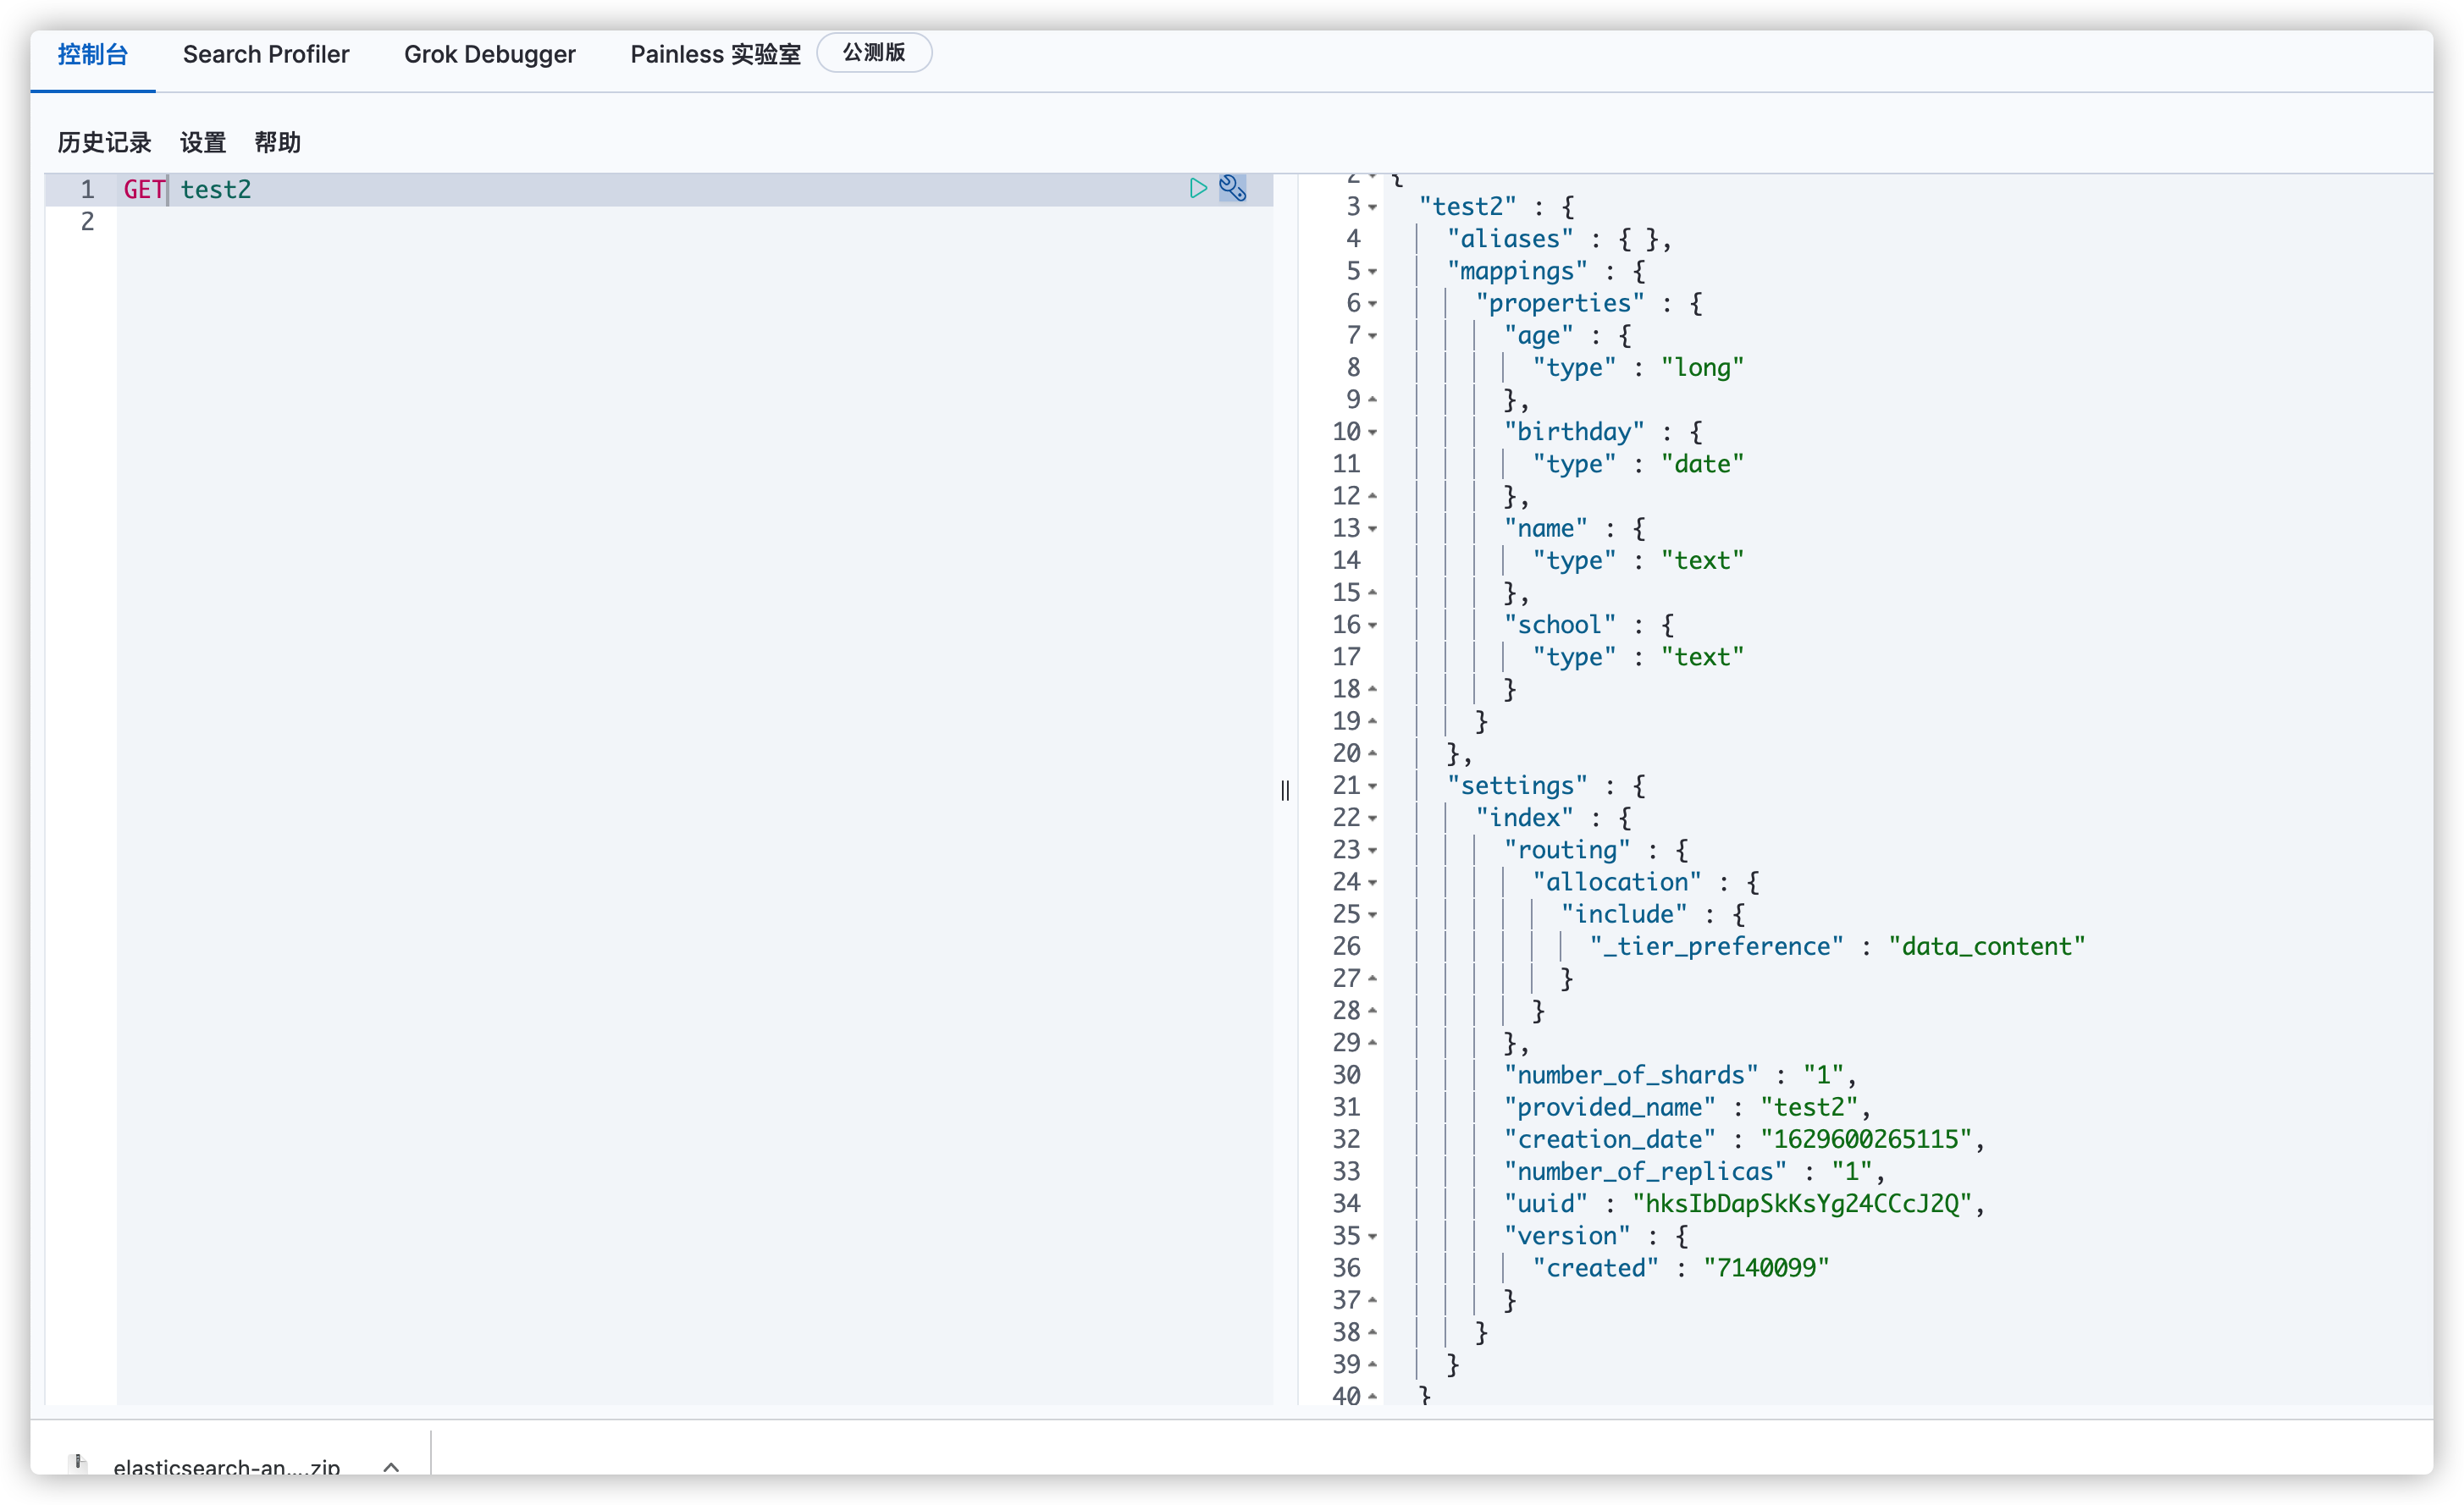 控制台 Search Profiler Grok Debugger Painless 实验室 公测版
历史记录 设置 帮助
1 GET test2
2
2 {
3 "test2" : {
4 "aliases" : { },
5 "mappings" : {
6 "properties" : {
7 "age" : {
8 "type" : "long"
9 },
10 "birthday" : {
11 "type" : "date"
12 },
13 "name" : {
14 "type" : "text"
15 },
16 "school" : {
17 "type" : "text"
18 }
19 }
20 },
21 "settings" : {
22 "index" : {
23 "routing" : {
24 "allocation" : {
25 "include" : {
26 "_tier_preference" : "data_content"
27 }
28 }
29 },
30 "number_of_shards" : "1",
31 "provided_name" : "test2",
32 "creation_date" : "1629600265115",
33 "number_of_replicas" : "1",
34 "uuid" : "hksIbDapSkKsYg24CCcJ2Q",
35 "version" : {
36 "created" : "7140099"
37 }
38 }
39 }
40 }
elasticsearch-an....zip